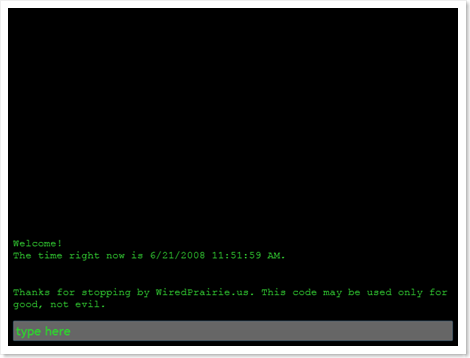 Welcome!
The time right now is 6/21/2008 11:51:59 AM.
Thanks for stopping by WiredPrairie.us. This code may be used only for
good, not evil.
type here